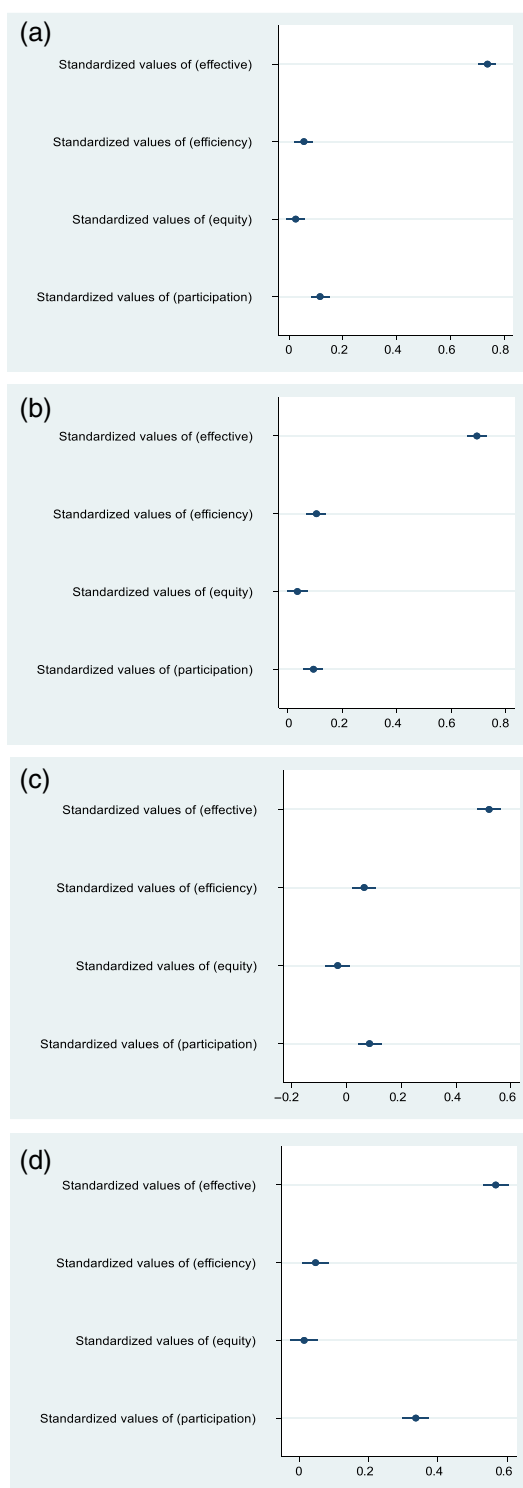 (a)
Standardized values of (effective)
Standardized values of (efficiency)
Standardized values of (equity)
Standardized values of (participation)
0 0.2 0.4 0.6 0.8
(b)
Standardized values of (effective)
Standardized values of (efficiency)
Standardized values of (equity)
Standardized values of (participation)
0 0.2 0.4 0.6 0.8
(c)
Standardized values of (effective)
Standardized values of (efficiency)
Standardized values of (equity)
Standardized values of (participation)
−0.2 0 0.2 0.4 0.6
(d)
Standardized values of (effective)
Standardized values of (efficiency)
Standardized values of (equity)
Standardized values of (participation)
0 0.2 0.4 0.6